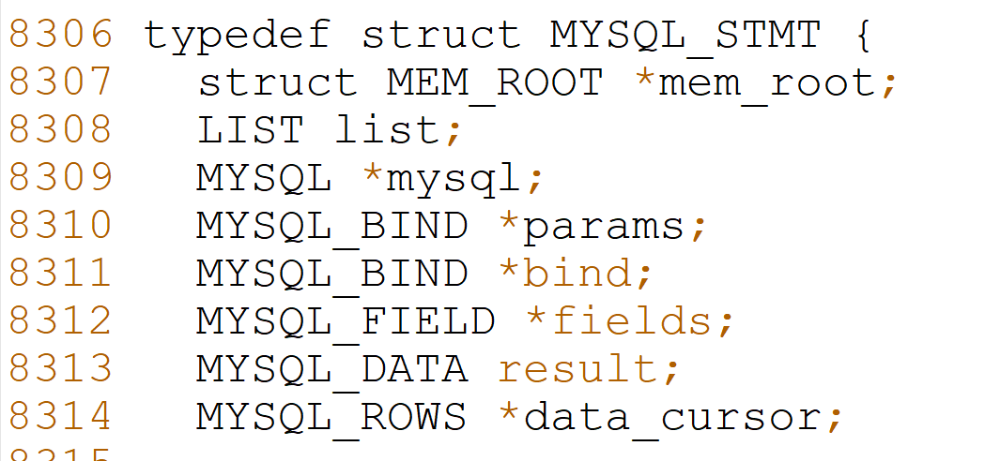 8306 typedef struct MYSQL_STMT {
8307   struct MEM_ROOT *mem_root;
8308   LIST list;
8309   MYSQL *mysql;
8310   MYSQL_BIND *params;
8311   MYSQL_BIND *bind;
8312   MYSQL_FIELD *fields;
8313   MYSQL_DATA result;
8314   MYSQL_ROWS *data_cursor;
8315